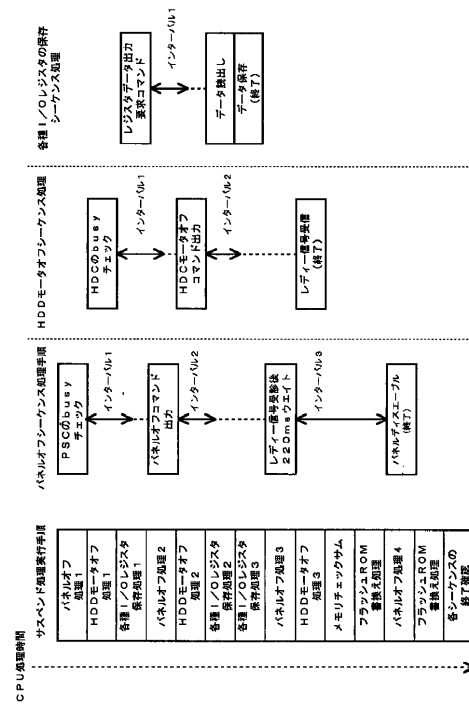 CPU処理時間
サスペンド処理実行手順
パネルオフ
処理1
HDDモータオフ
処理1
各種I/Oレジスタ
保存処理1
パネルオフ処理2
HDDモータオフ
処理2
各種I/Oレジスタ
保存処理2
各種I/Oレジスタ
保存処理3
パネルオフ処理3
HDDモータオフ
処理3
メモリチェックサム
フラッシュROM
書換え処理
パネルオフ処理4
フラッシュROM
書換え処理
各シーケンスの
終了確認
パネルオフシーケンス処理手順
PSCのbusy
チェック
インターバル1
パネルオフコマンド
出力
インターバル2
レディー信号受診後
220msウエイト
インターバル3
パネルディスエーブル
(終了)
HDDモータオフシーケンス処理
HDCのbusy
チェック
インターバル1
HDCモータオフ
コマンド出力
インターバル2
レディー信号受信
(終了)
各種I/Oレジスタの保存
シーケンス処理
レジスタデータ出力
要求コマンド
インターバル1
データ読出し
データ保存
(終了)